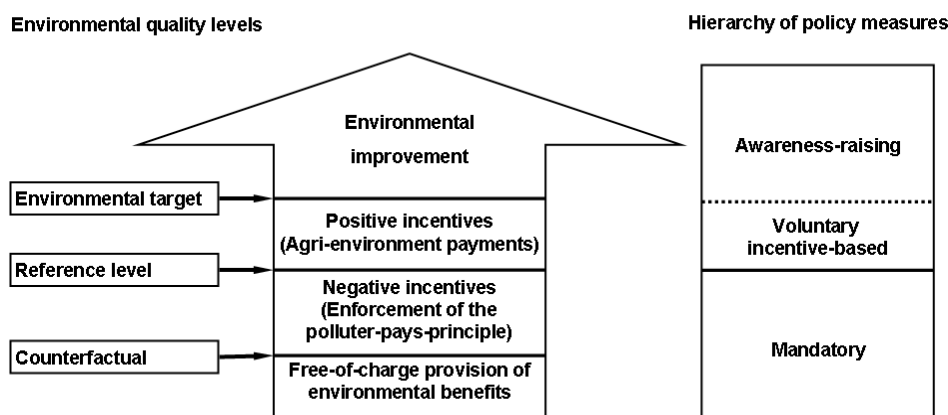 Environmental quality levels
Hierarchy of policy measures
Environmental
improvement
Awareness-raising
Environmental target
Positive incentives
(Agri-environment payments)
Voluntary
incentive-based
Reference level
Negative incentives
(Enforcement of the
polluter-pays-principle)
Mandatory
Counterfactual
Free-of-charge provision of
environmental benefits